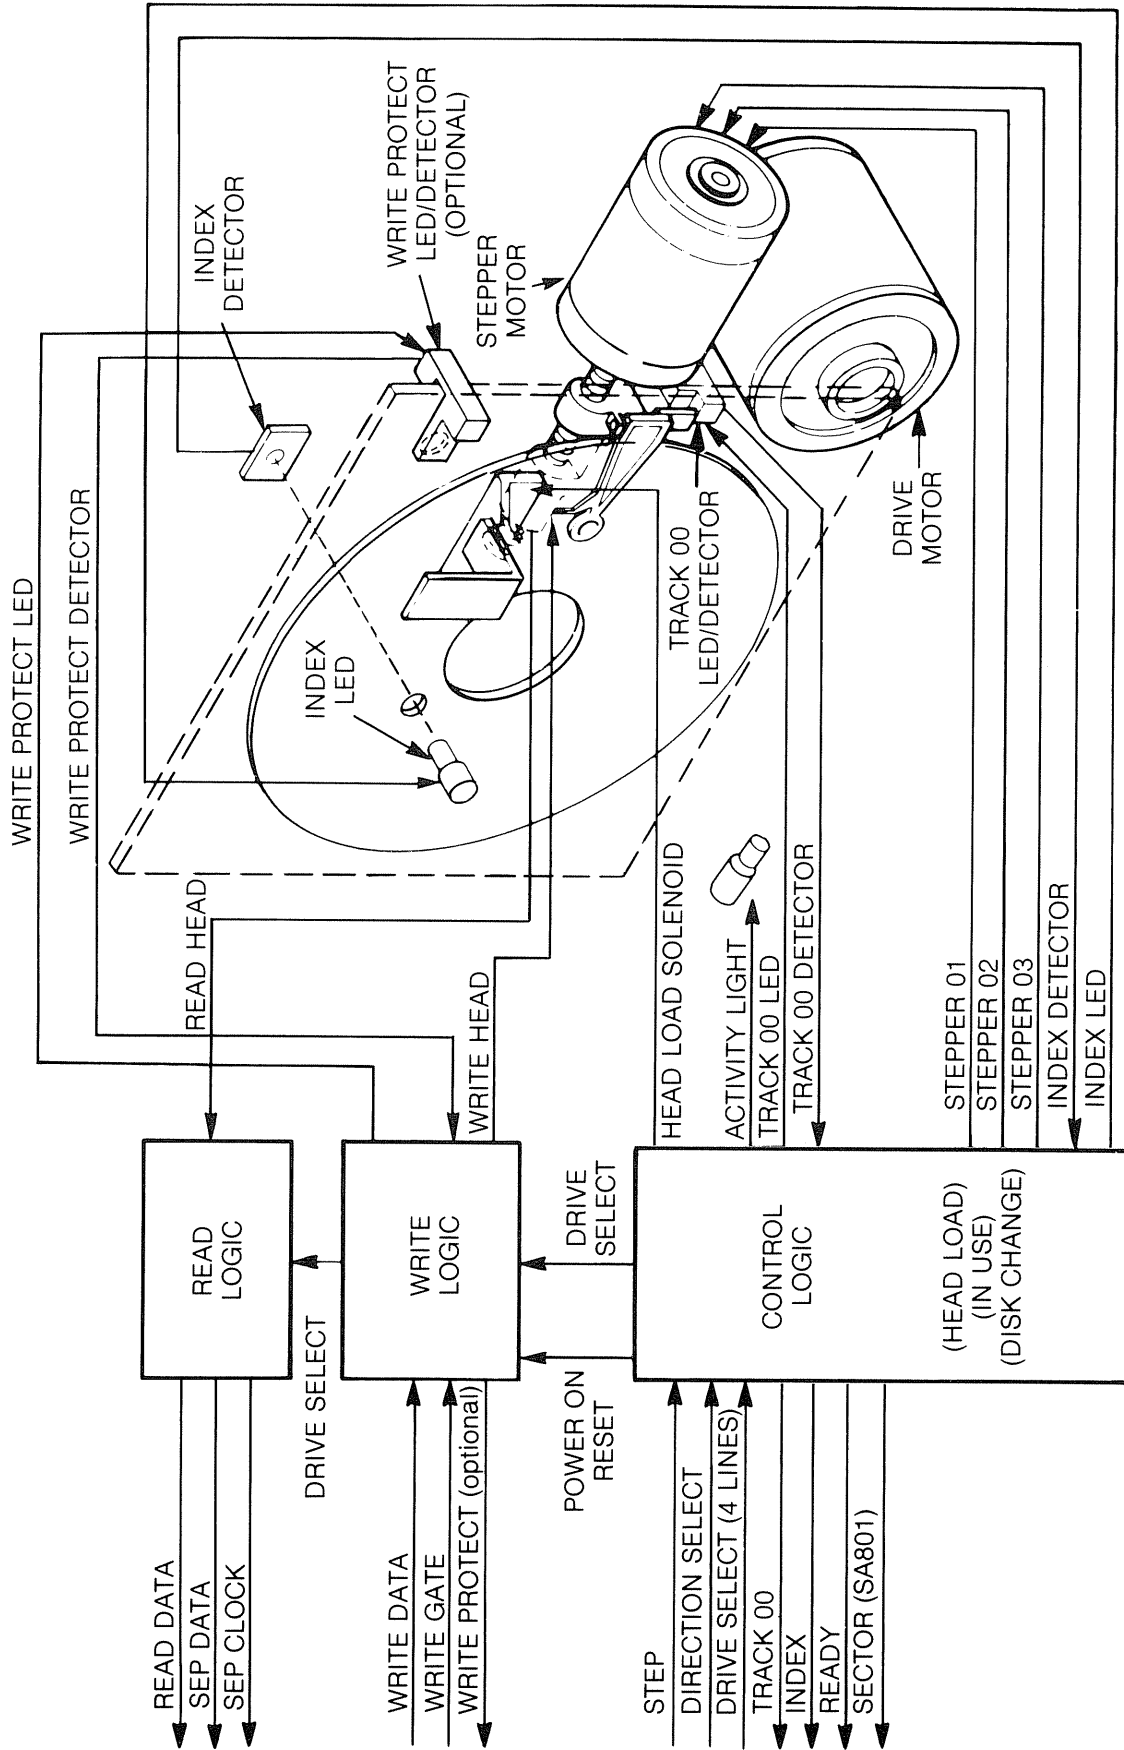 WRITE PROTECT LED
WRITE PROTECT DETECTOR
INDEX
DETECTOR
WRITE PROTECT
LED/DETECTOR
(OPTIONAL)
STEPPER
MOTOR
INDEX
LED
TRACK 00
LED/DETECTOR
DRIVE
MOTOR
READ HEAD
WRITE HEAD
HEAD LOAD SOLENOID
ACTIVITY LIGHT
TRACK 00 LED
TRACK 00 DETECTOR
STEPPER 01
STEPPER 02
STEPPER 03
INDEX DETECTOR
INDEX LED
READ
LOGIC
WRITE
LOGIC
DRIVE
SELECT
CONTROL
LOGIC
(HEAD LOAD)
(IN USE)
(DISK CHANGE)
DRIVE SELECT
POWER ON
RESET
READ DATA
SEP DATA
SEP CLOCK
WRITE DATA
WRITE GATE
WRITE PROTECT (optional)
STEP
DIRECTION SELECT
DRIVE SELECT (4 LINES)
TRACK 00
INDEX
READY
SECTOR (SA801)